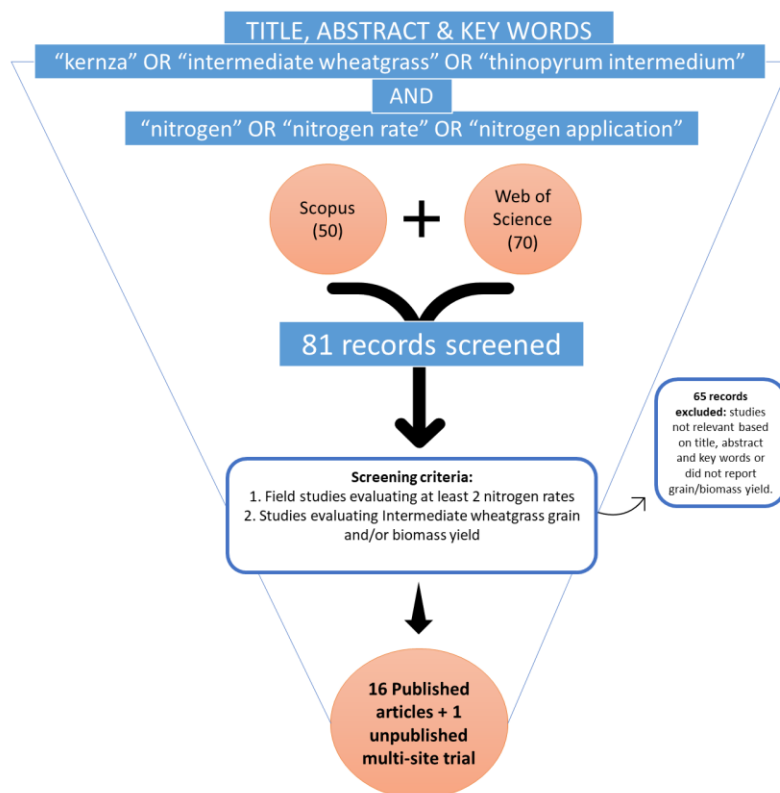 TITLE, ABSTRACT & KEY WORDS
“kernza” OR “intermediate wheatgrass” OR “thinopyrum intermedium”
AND
“nitrogen” OR “nitrogen rate” OR “nitrogen application”
Scopus
(50)
+
Web of
Science
(70)
81 records screened
65 records
excluded: studies
not relevant based
on title, abstract
and key words or
did not report
grain/biomass yield.
Screening criteria:
1. Field studies evaluating at least 2 nitrogen rates
2. Studies evaluating Intermediate wheatgrass grain
and/or biomass yield
16 Published
articles + 1
unpublished
multi-site trial